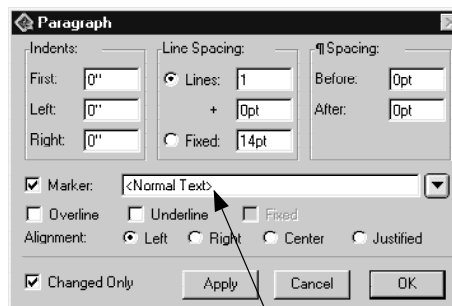 Paragraph
Indents: Line Spacing: ¶ Spacing:
First: 0" Lines: 1 Before: 0pt
Left: 0" + 0pt After: 0pt
Right: 0" Fixed: 14pt
Marker: <Normal Text>
Overline Underline Fixed
Alignment: Left Right Center Justified
Changed Only Apply Cancel OK